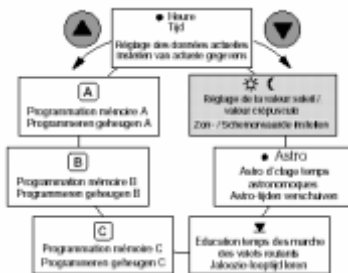 Heure
Tijd
Réglage des données actuelles
Instellen van actuele gegevens
A
Programmation mémoire A
Programmeren geheugen A
Réglage de la valeur soleil /
valeur crépuscule
Zon- / Schemerwaarde instellen
B
Programmation mémoire B
Programmeren geheugen B
Astro
Astro d'clage temps
astronomoques
Astro-tijden verschuiven
C
Programmation mémoire C
Programmeren geheugen C
Education temps des marche
des volets roulants
Jaloezie-looptijd leren